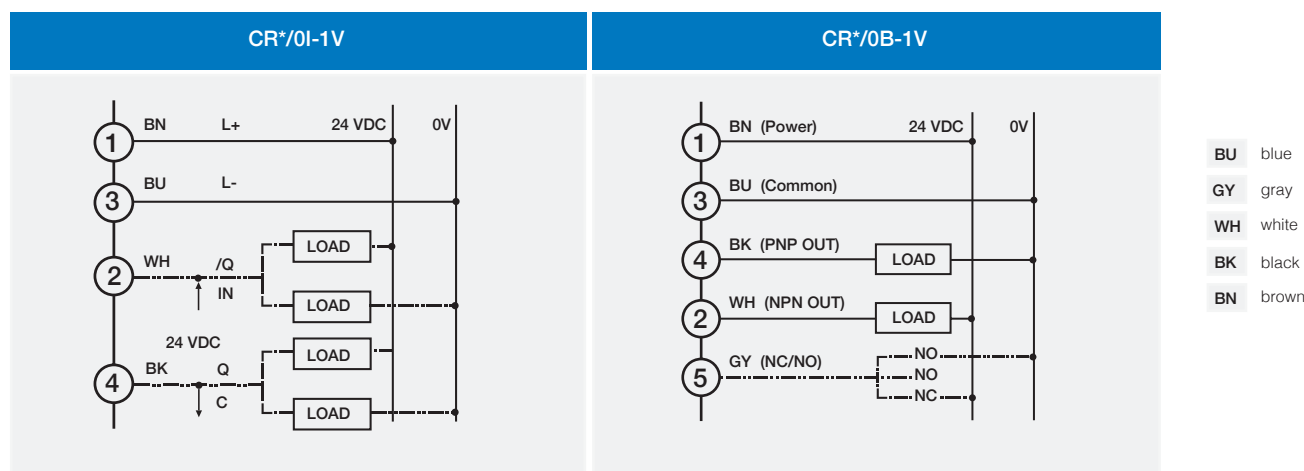 CR*/0I-1V
1 BN L+ 24 VDC 0V
3 BU L-
LOAD
2 WH /Q
IN
LOAD
24 VDC
LOAD
4 BK Q
C
LOAD
CR*/0B-1V
1 BN (Power) 24 VDC 0V
3 BU (Common)
4 BK (PNP OUT) LOAD
2 WH (NPN OUT) LOAD
5 GY (NC/NO) NO
NO
NC
BU blue
GY gray
WH white
BK black
BN brown